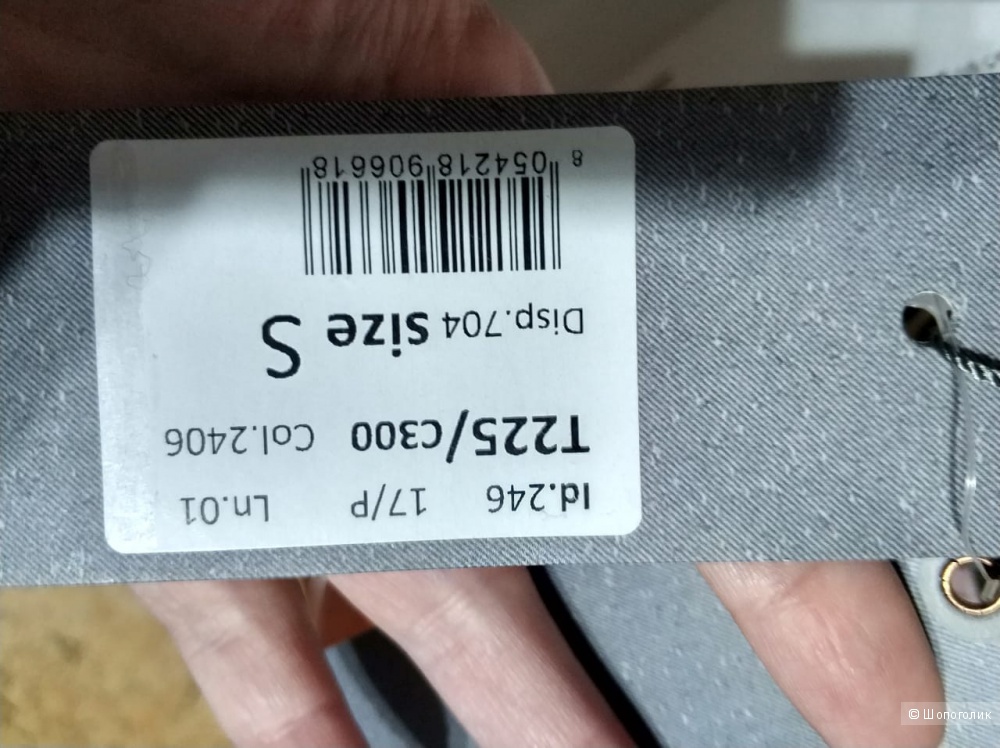 Id.246 17/P Ln.01
T225/C300 Col.2406
Disp.704 size S
8 054218 906618
© Шопоголик